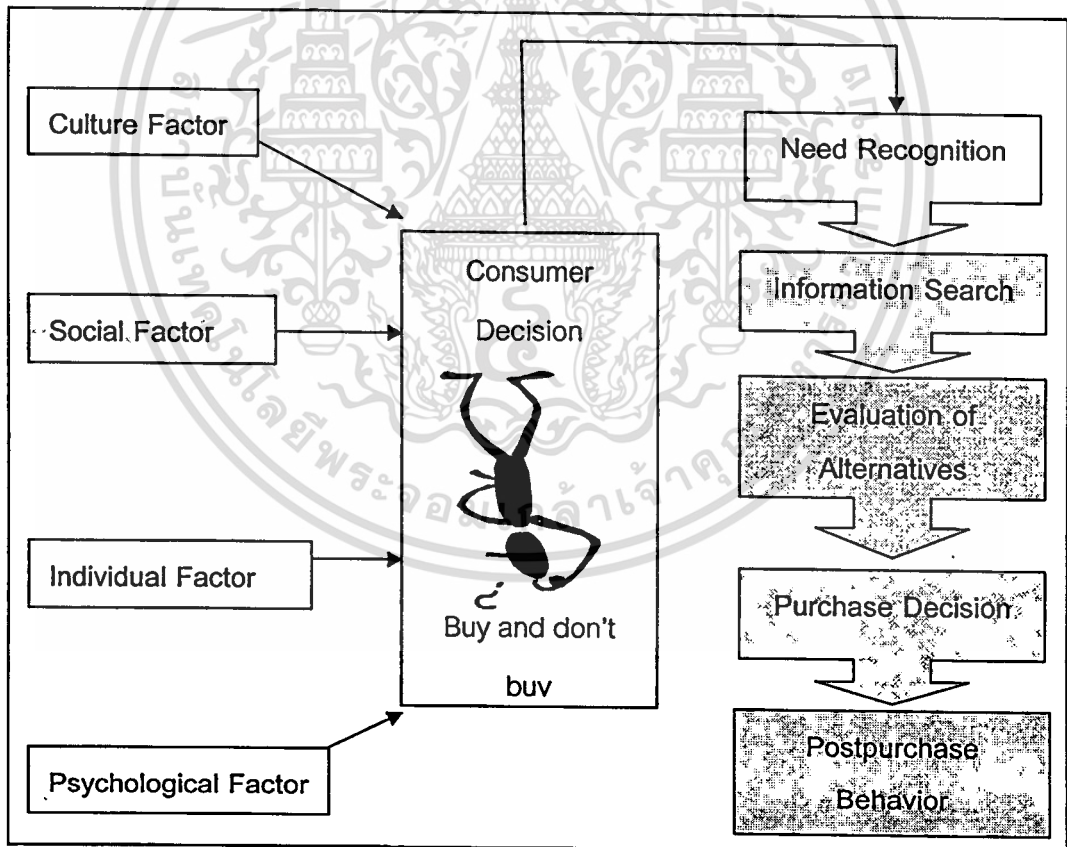 Culture Factor
Social Factor
Individual Factor
Psychological Factor
Consumer
Decision
?
Buy and don't
buv
Need Recognition
Information Search
Evaluation of
Alternatives
Purchase Decision
Postpurchase
Behavior